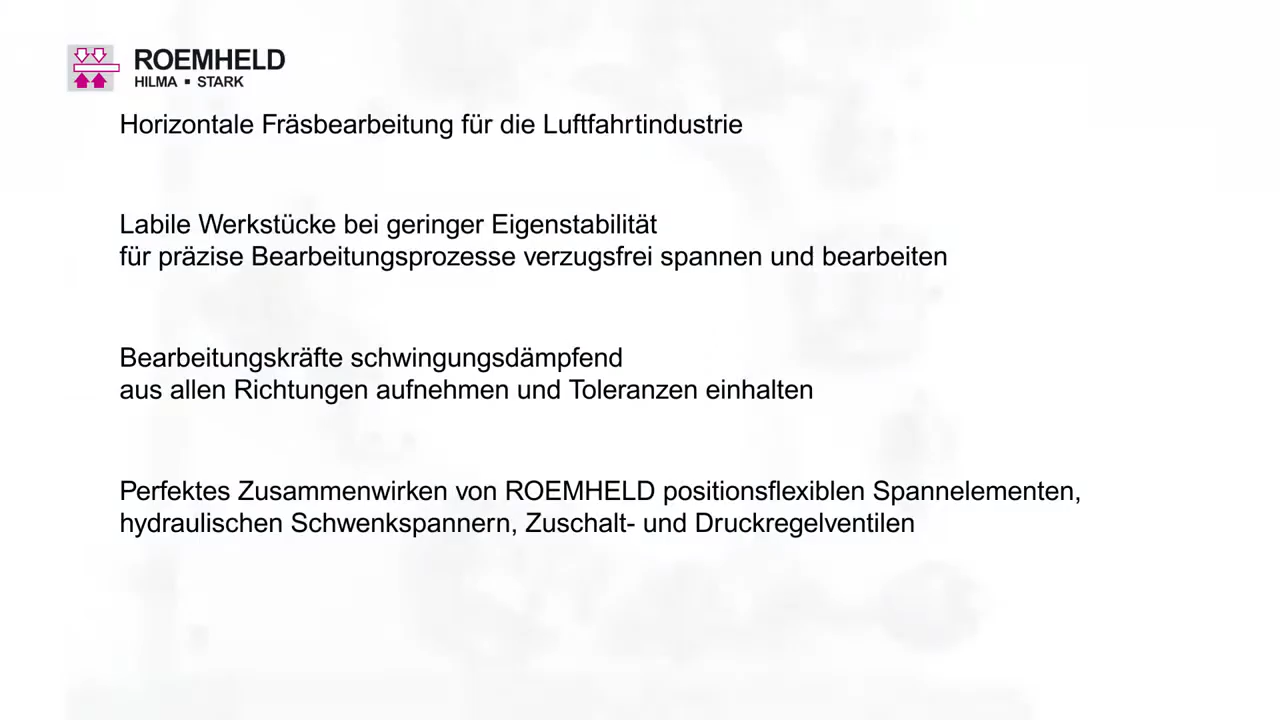 ROEMHELD
HILMA ▪ STARK
Horizontale Fräsbearbeitung für die Luftfahrtindustrie
Labile Werkstücke bei geringer Eigenstabilität
für präzise Bearbeitungsprozesse verzugsfrei spannen und bearbeiten
Bearbeitungskräfte schwingungsdämpfend
aus allen Richtungen aufnehmen und Toleranzen einhalten
Perfektes Zusammenwirken von ROEMHELD positionsflexiblen Spannelementen,
hydraulischen Schwenkspannern, Zuschalt- und Druckregelventilen